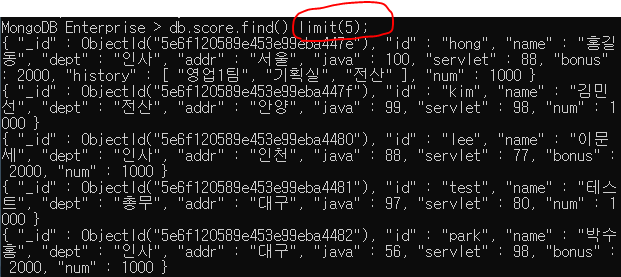 MongoDB Enterprise > db.score.find().limit(5);
{ "_id" : ObjectId("5e6f120589e453e99eba447e"), "id" : "hong", "name" : "홍길
동", "dept" : "인사", "addr" : "서울", "java" : 100, "servlet" : 88, "bonus"
: 2000, "history" : [ "영업1팀", "기획실", "전산" ], "num" : 1000 }
{ "_id" : ObjectId("5e6f120589e453e99eba447f"), "id" : "kim", "name" : "김민
선", "dept" : "전산", "addr" : "안양", "java" : 99, "servlet" : 98, "num" : 1
000 }
{ "_id" : ObjectId("5e6f120589e453e99eba4480"), "id" : "lee", "name" : "이문
세", "dept" : "인사", "addr" : "인천", "java" : 88, "servlet" : 77, "bonus" :
2000, "num" : 1000 }
{ "_id" : ObjectId("5e6f120589e453e99eba4481"), "id" : "test", "name" : "테스
트", "dept" : "총무", "addr" : "대구", "java" : 97, "servlet" : 80, "num" : 1
000 }
{ "_id" : ObjectId("5e6f120589e453e99eba4482"), "id" : "park", "name" : "박수
홍", "dept" : "인사", "addr" : "대구", "java" : 56, "servlet" : 98, "bonus" :
2000, "num" : 1000 }